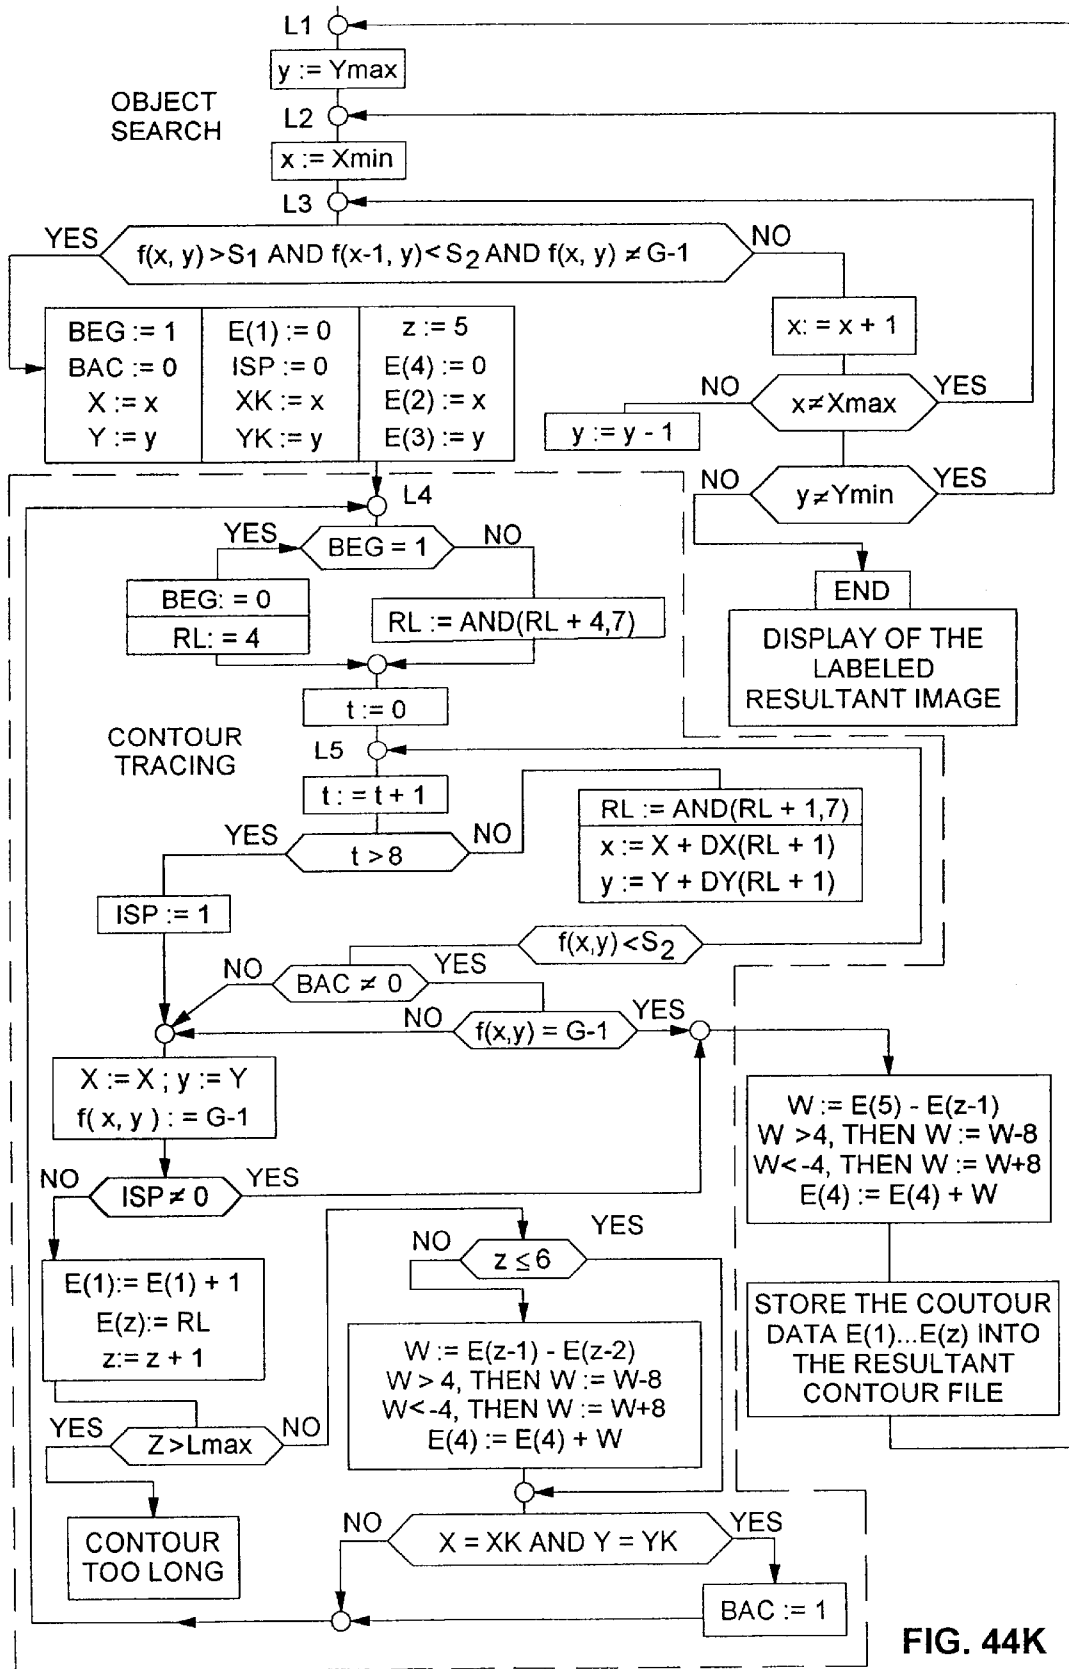 L1
y := Ymax
OBJECT
SEARCH
L2
x := Xmin
L3
YES
f(x, y) >S1 AND f(x-1, y)< S2 AND f(x, y) ≠ G-1
NO
BEG := 1
BAC := 0
X := x
Y := y
E(1) := 0
ISP := 0
XK := x
YK := y
z := 5
E(4) := 0
E(2) := x
E(3) := y
x: = x + 1
NO
x≠Xmax
YES
y := y - 1
NO
y≠Ymin
YES
END
DISPLAY OF THE
LABELED
RESULTANT IMAGE
L4
YES
BEG = 1
NO
BEG: = 0
RL: = 4
RL := AND(RL + 4,7)
t := 0
CONTOUR
TRACING
L5
t : = t + 1
YES
t > 8
NO
RL := AND(RL + 1,7)
x := X + DX(RL + 1)
y := Y + DY(RL + 1)
ISP := 1
f(x,y) < S2
NO
BAC ≠ 0
YES
NO
f(x,y) = G-1
YES
X := X ; y := Y
f( x, y ) : = G-1
NO
ISP ≠ 0
YES
W := E(5) - E(z-1)
W >4, THEN W := W-8
W< -4, THEN W := W+8
E(4) := E(4) + W
E(1):= E(1) + 1
E(z):= RL
z:= z + 1
NO
z ≤ 6
YES
W := E(z-1) - E(z-2)
W > 4, THEN W := W-8
W< -4, THEN W := W+8
E(4) := E(4) + W
STORE THE COUTOUR
DATA E(1)...E(z) INTO
THE RESULTANT
CONTOUR FILE
YES
Z >Lmax
NO
CONTOUR
TOO LONG
NO
X = XK AND Y = YK
YES
BAC := 1
FIG. 44K